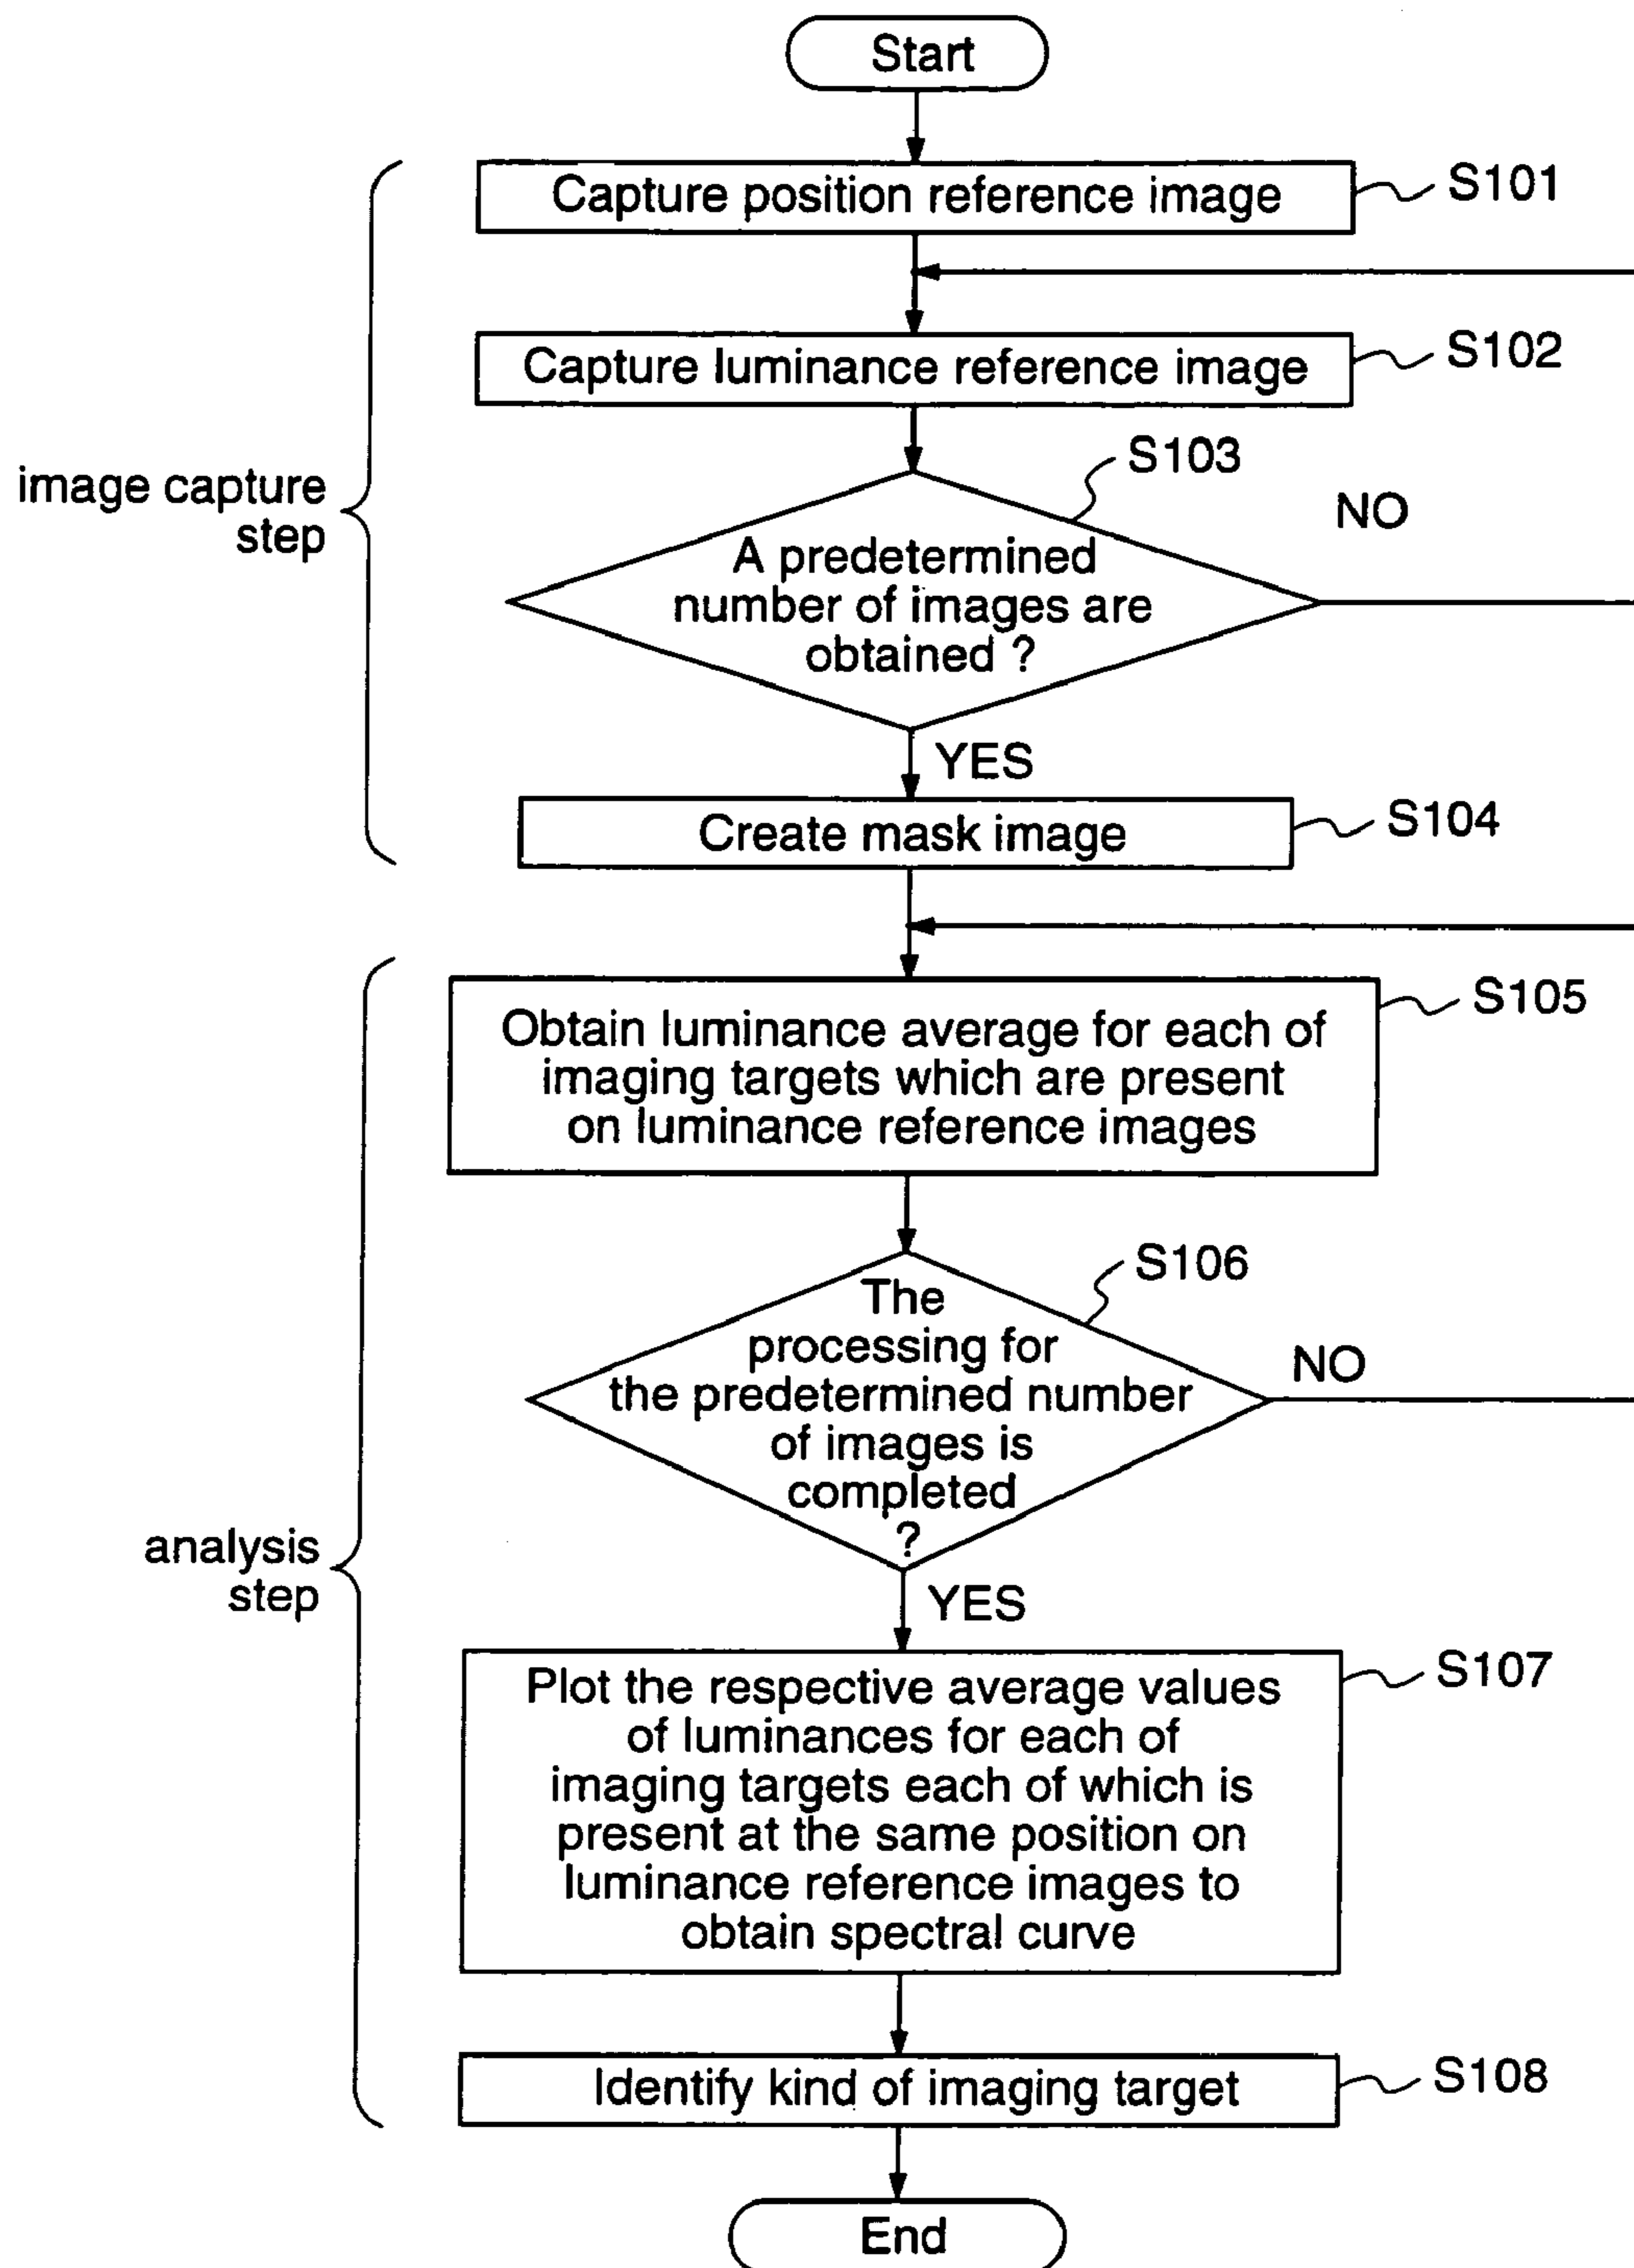 Start
Capture position reference image
S101
Capture luminance reference image
S102
S103
image capture
step
NO
A predetermined
number of images are
obtained ?
YES
Create mask image
S104
S105
Obtain luminance average for each of
imaging targets which are present
on luminance reference images
S106
The
processing for
the predetermined number
of images is
completed
?
NO
analysis
step
YES
S107
Plot the respective average values
of luminances for each of
imaging targets each of which is
present at the same position on
luminance reference images to
obtain spectral curve
Identify kind of imaging target
S108
End